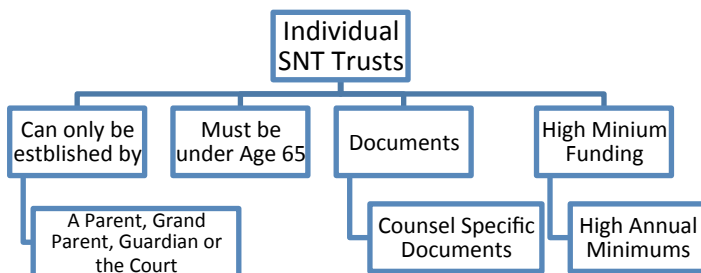 Individual
SNT Trusts
Can only be
estblished by
Must be
under Age 65
Documents
High Minium
Funding
A Parent, Grand
Parent, Guardian or
the Court
Counsel Specific
Documents
High Annual
Minimums